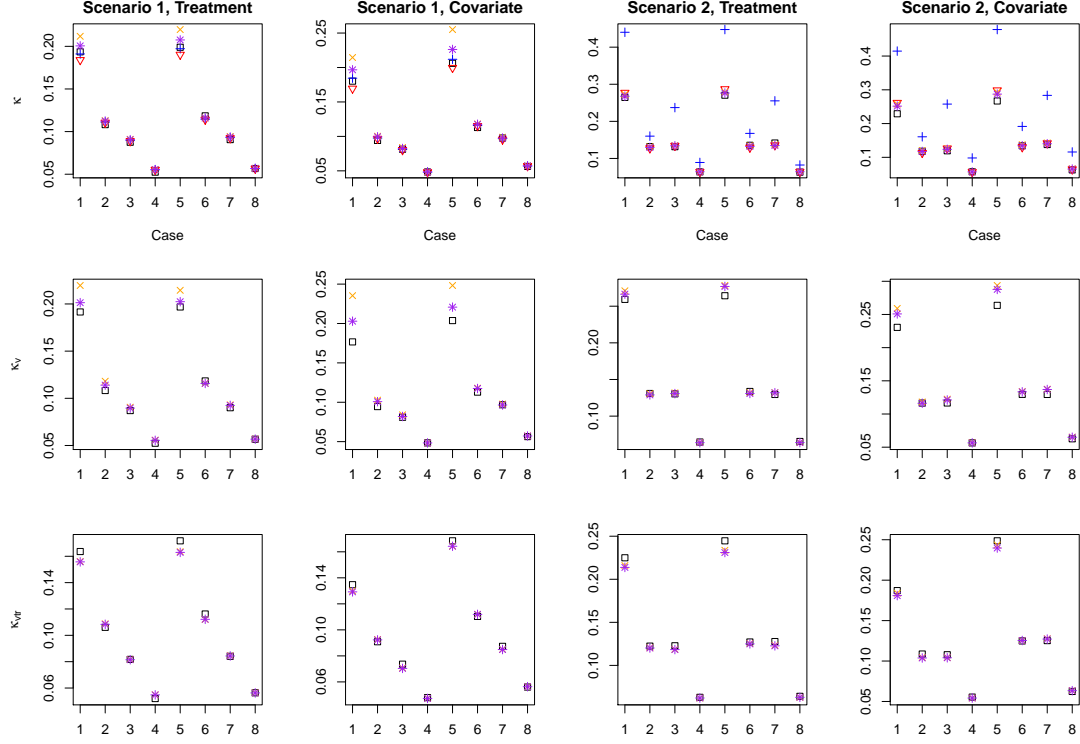 Scenario 1, Treatment
Scenario 1, Covariate
Scenario 2, Treatment
Scenario 2, Covariate
κ
0.05 0.10 0.15 0.20
1 2 3 4 5 6 7 8
Case
0.05 0.15 0.25
1 2 3 4 5 6 7 8
Case
0.1 0.2 0.3 0.4
1 2 3 4 5 6 7 8
Case
0.1 0.2 0.3 0.4
1 2 3 4 5 6 7 8
Case
κv
0.05 0.10 0.15 0.20
1 2 3 4 5 6 7 8
0.05 0.10 0.15 0.20 0.25
1 2 3 4 5 6 7 8
0.10 0.20
1 2 3 4 5 6 7 8
0.05 0.15 0.25
1 2 3 4 5 6 7 8
κvtr
0.06 0.10 0.14
1 2 3 4 5 6 7 8
0.06 0.10 0.14
1 2 3 4 5 6 7 8
0.10 0.15 0.20 0.25
1 2 3 4 5 6 7 8
0.05 0.10 0.15 0.20 0.25
1 2 3 4 5 6 7 8